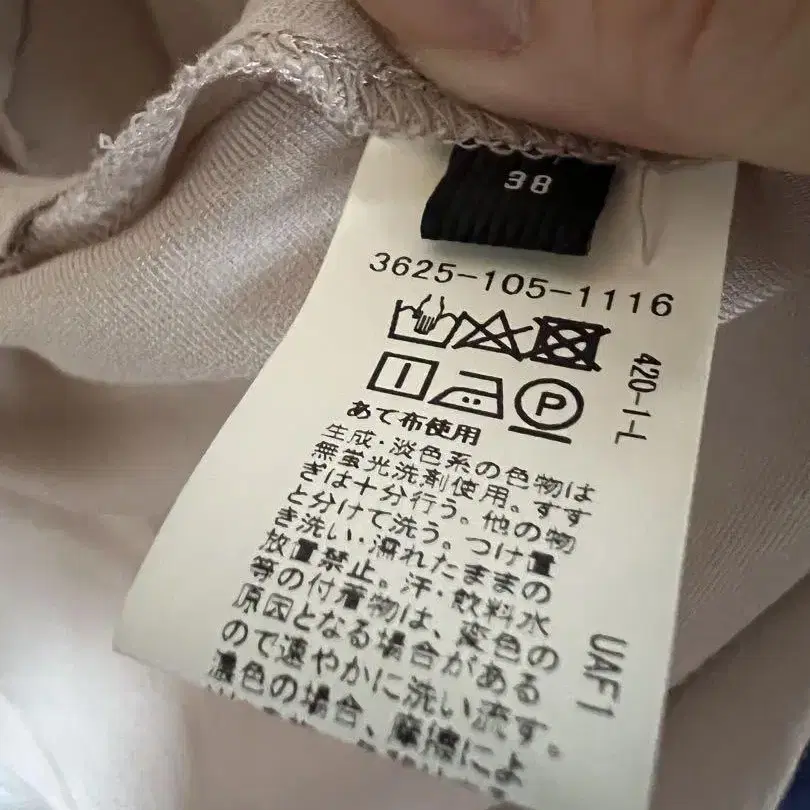 38
3625-105-1116
420-1-L
P
あて布使用
生成・淡色系の色物は
無蛍光洗剤使用。すす
ぎは十分行う。他の物
と分けて洗う。つけ置
き洗い・濡れたままの
放置禁止。汗・飲料水
等の付着物は、変色の
原因となる場合がある
ので速やかに洗い流す。
濃色の場合、摩擦によ
UAF1